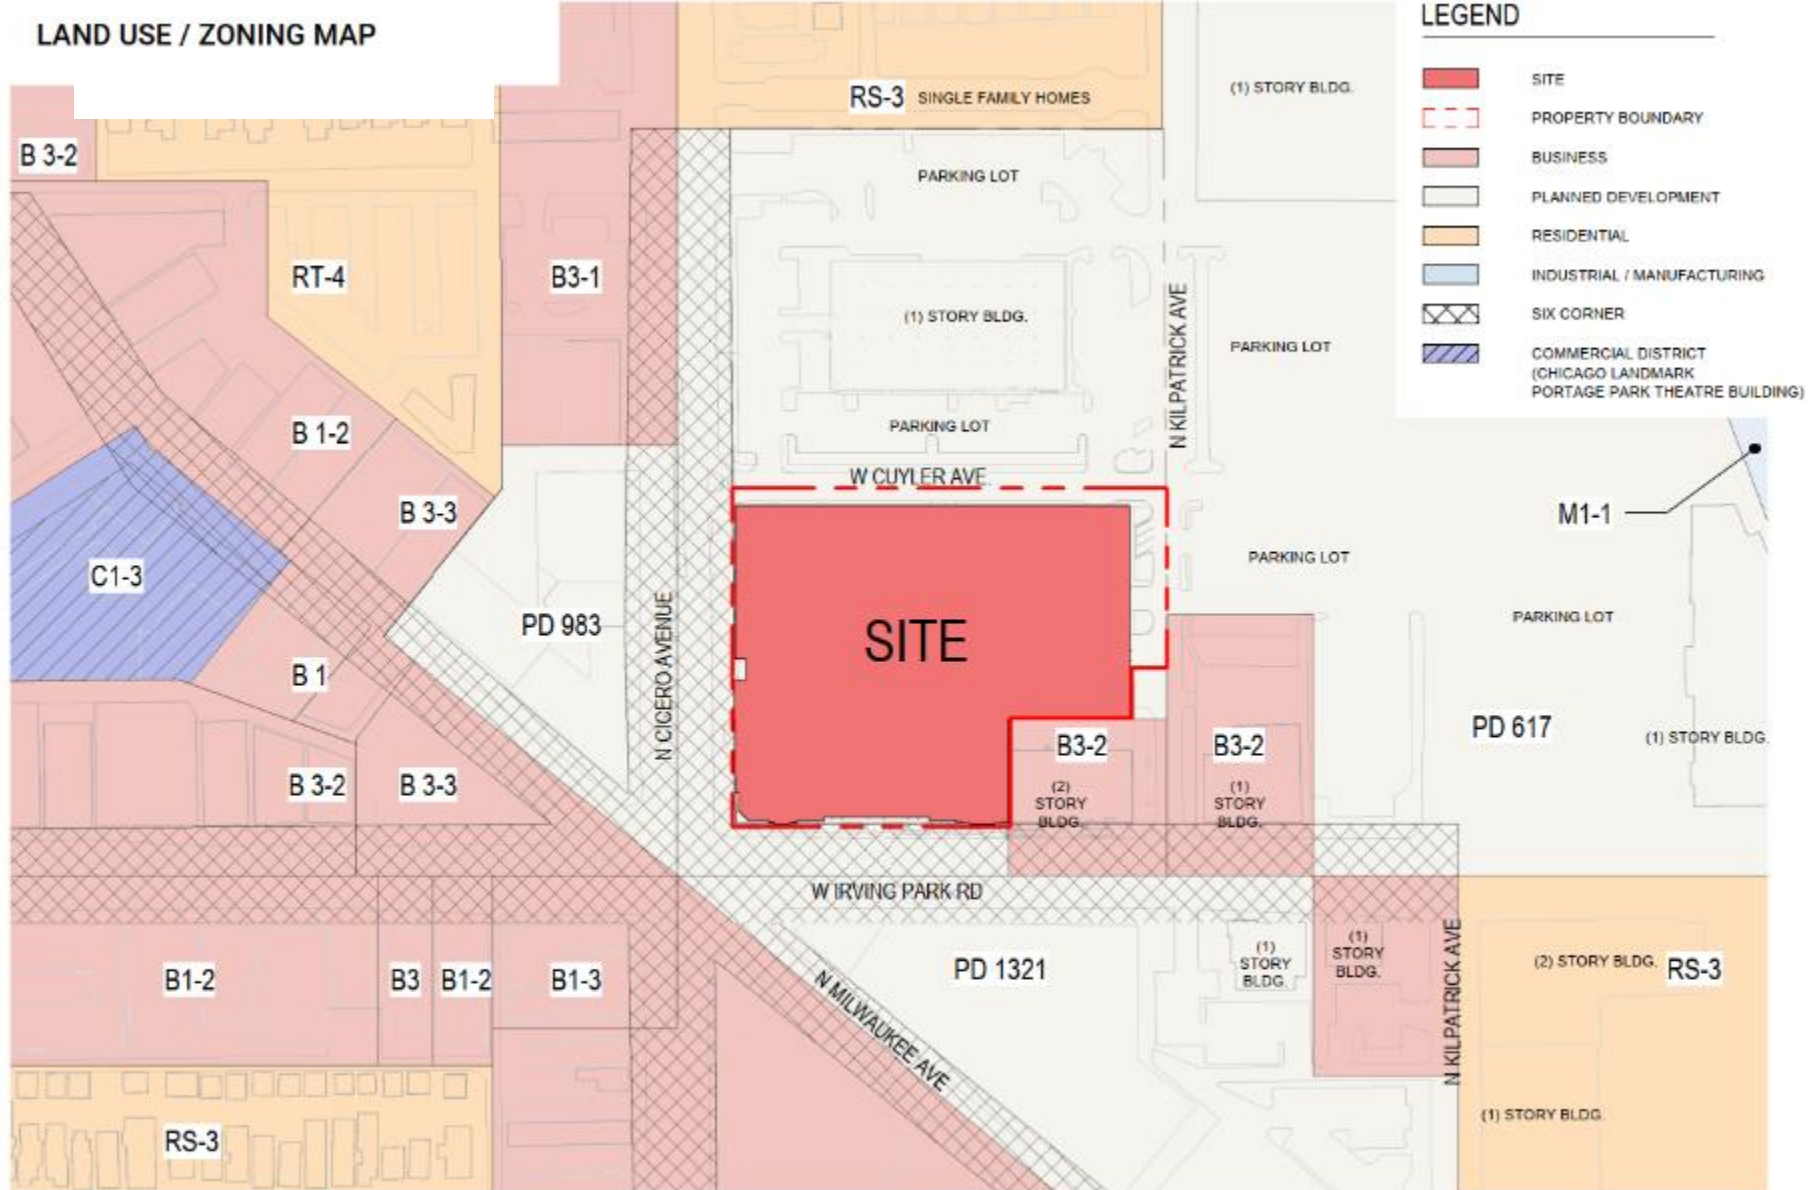 LAND USE / ZONING MAP
LEGEND
SITE
PROPERTY BOUNDARY
BUSINESS
PLANNED DEVELOPMENT
RESIDENTIAL
INDUSTRIAL / MANUFACTURING
SIX CORNER
COMMERCIAL DISTRICT
(CHICAGO LANDMARK
PORTAGE PARK THEATRE BUILDING)
RS-3 SINGLE FAMILY HOMES
(1) STORY BLDG.
B 3-2
PARKING LOT
RT-4
B3-1
(1) STORY BLDG.
N KILPATRICK AVE
PARKING LOT
B 1-2
PARKING LOT
W CUYLER AVE.
B 3-3
M1-1
C1-3
PARKING LOT
PD 983
N CICERO AVENUE
SITE
PARKING LOT
B 1
PD 617
(1) STORY BLDG.
B3-2
B3-2
B 3-2
B 3-3
(2)
STORY
BLDG.
(1)
STORY
BLDG.
W IRVING PARK RD
B1-2
B3
B1-2
B1-3
N MILWAUKEE AVE
PD 1321
(1)
STORY
BLDG.
(1)
STORY
BLDG.
N KILPATRICK AVE
(2) STORY BLDG.
RS-3
RS-3
(1) STORY BLDG.